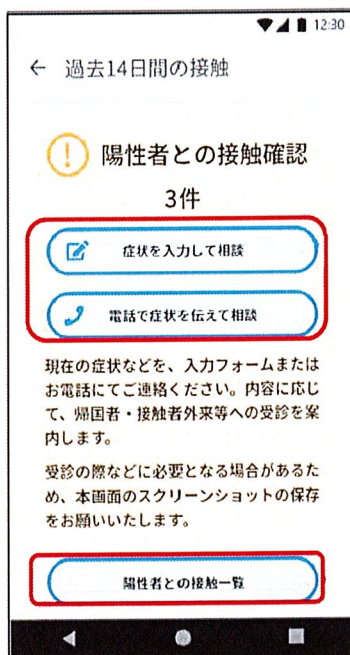 12:30
← 過去14日間の接触
陽性者との接触確認
3件
症状を入力して相談
電話で症状を伝えて相談
現在の症状などを、入力フォームまたは
お電話にてご連絡ください。内容に応じ
て、帰国者・接触者外来等への受診を案
内します。
受診の際などに必要となる場合があるた
め、本画面のスクリーンショットの保存
をお願いいたします。
陽性者との接触一覧